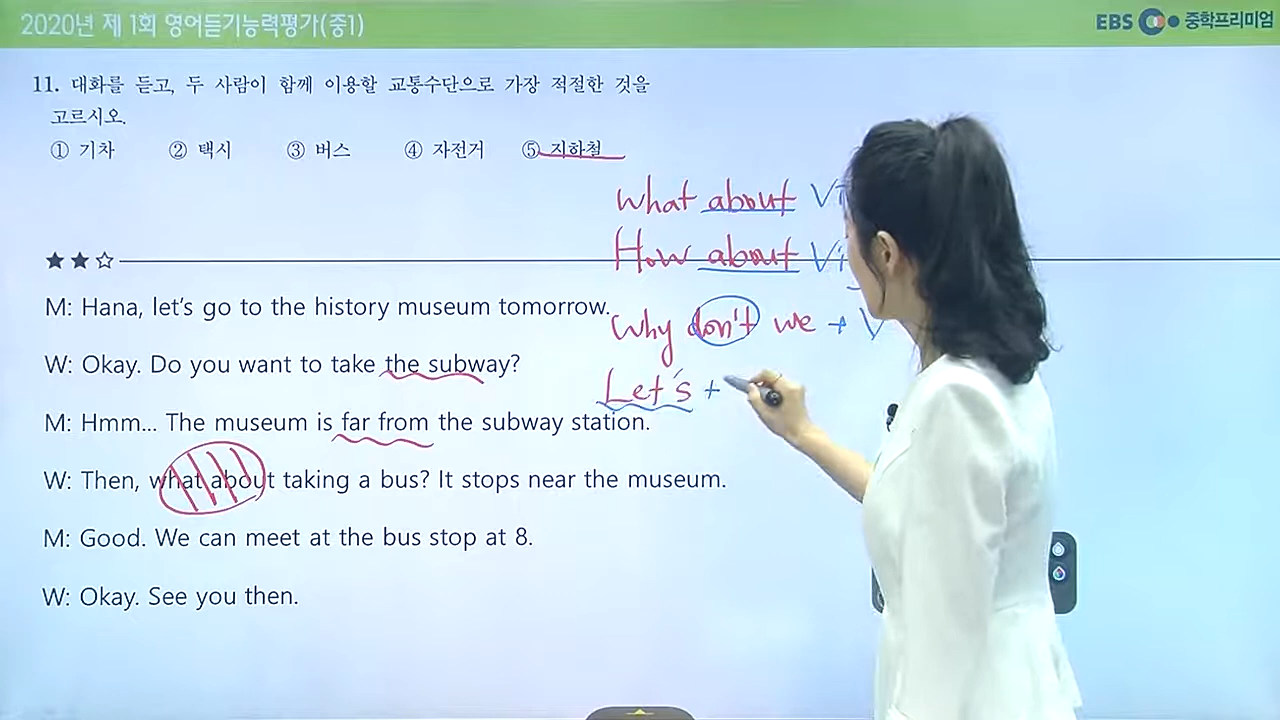 2020년 제 1회 영어듣기능력평가(중1)
EBS 중학프리미엄
11. 대화를 듣고, 두 사람이 함께 이용할 교통수단으로 가장 적절한 것을
고르시오.
① 기차 ② 택시 ③ 버스 ④ 자전거 ⑤ 지하철
What about
How about
Why don't we + V
Let's +
★★☆
M: Hana, let's go to the history museum tomorrow.
W: Okay. Do you want to take the subway?
M: Hmm... The museum is far from the subway station.
W: Then, what about taking a bus? It stops near the museum.
M: Good. We can meet at the bus stop at 8.
W: Okay. See you then.